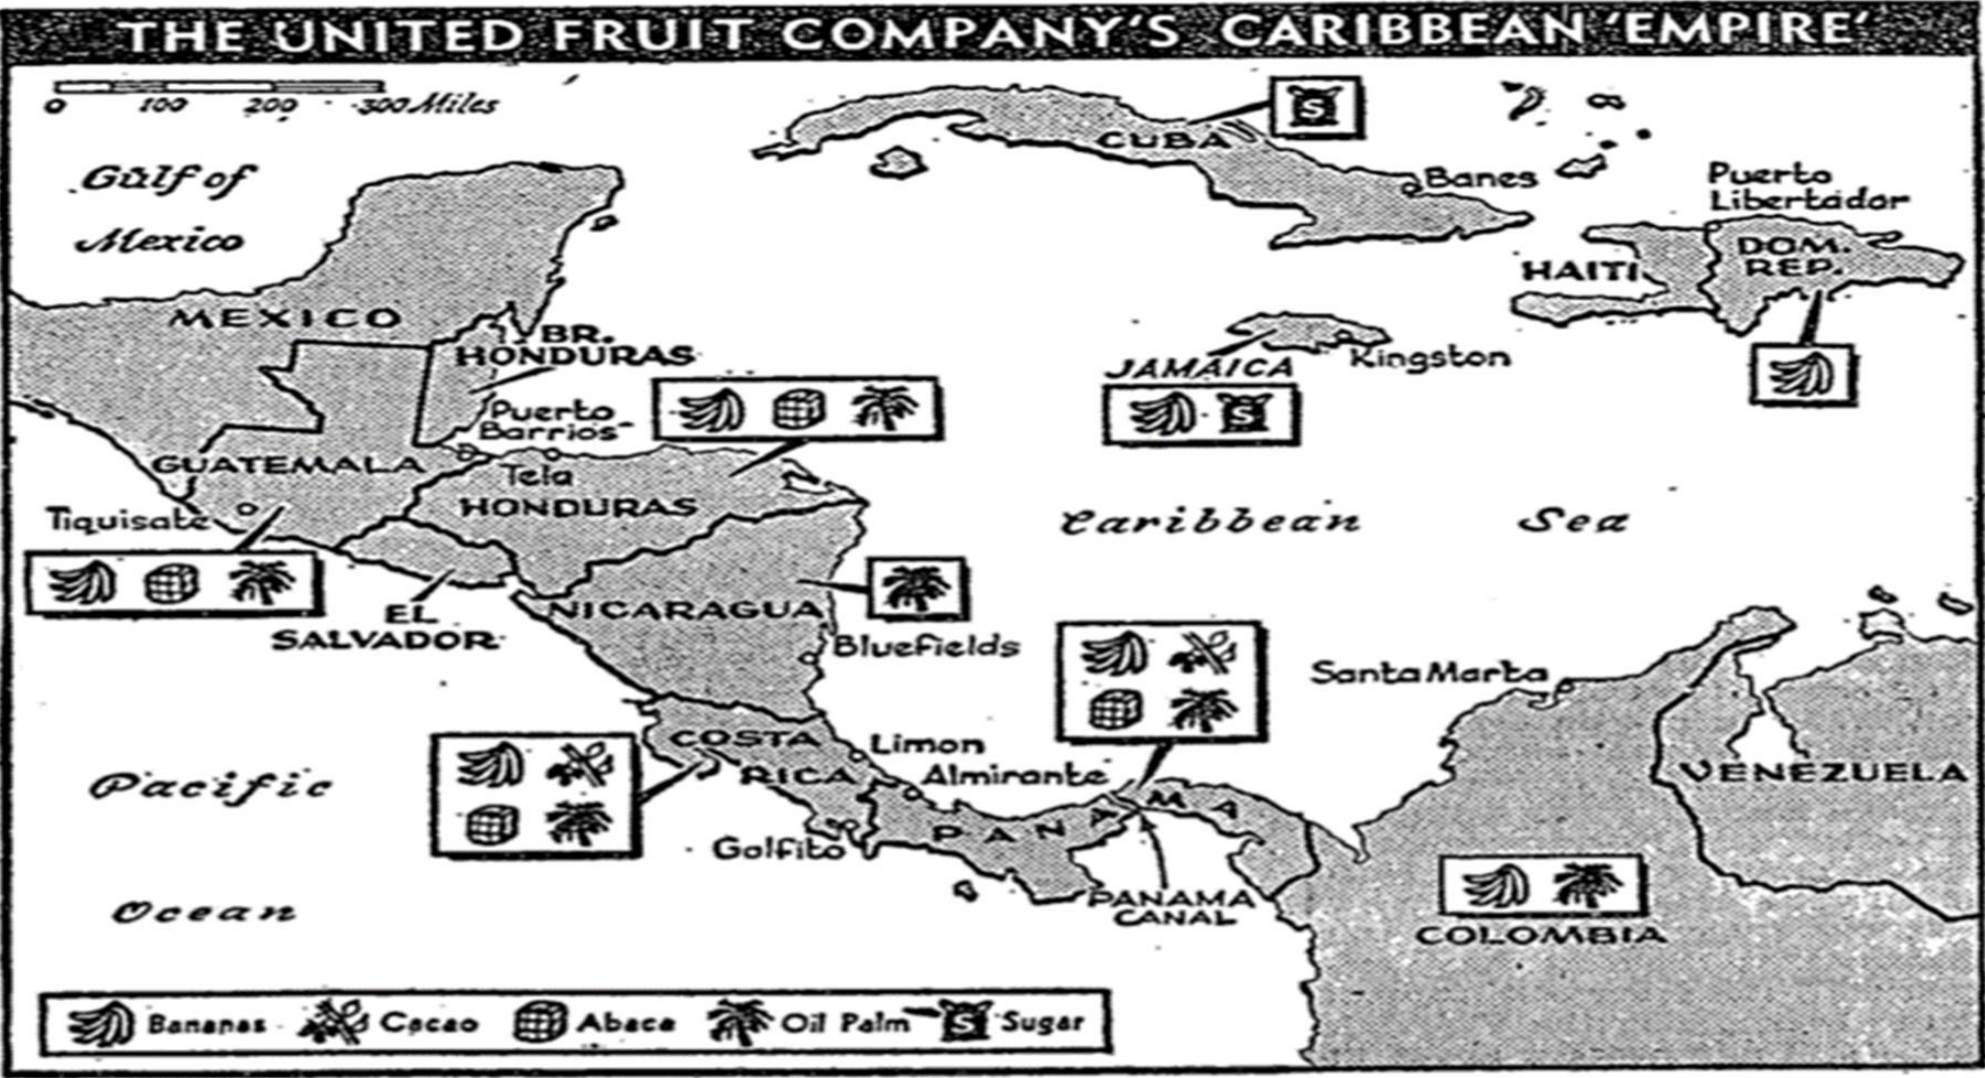 THE UNITED FRUIT COMPANY'S CARIBBEAN 'EMPIRE'
0 100 200 300 Miles
Gulf of
Mexico
CUBA
S
Banes
Puerto
Libertador
DOM.
REP.
HAITI
MEXICO
BR.
HONDURAS
JAMAICA
Kingston
S
Puerto
Barrios
GUATEMALA
Tela
HONDURAS
Tiquisate
Caribbean Sea
EL
SALVADOR
NICARAGUA
Bluefields
Santa Marta
COSTA
RICA
Limon
Almirante
VENEZUELA
Pacific
Ocean
Golfito
PANAMA
PANAMA
CANAL
COLOMBIA
Bananas Cacao Abaca Oil Palm S Sugar